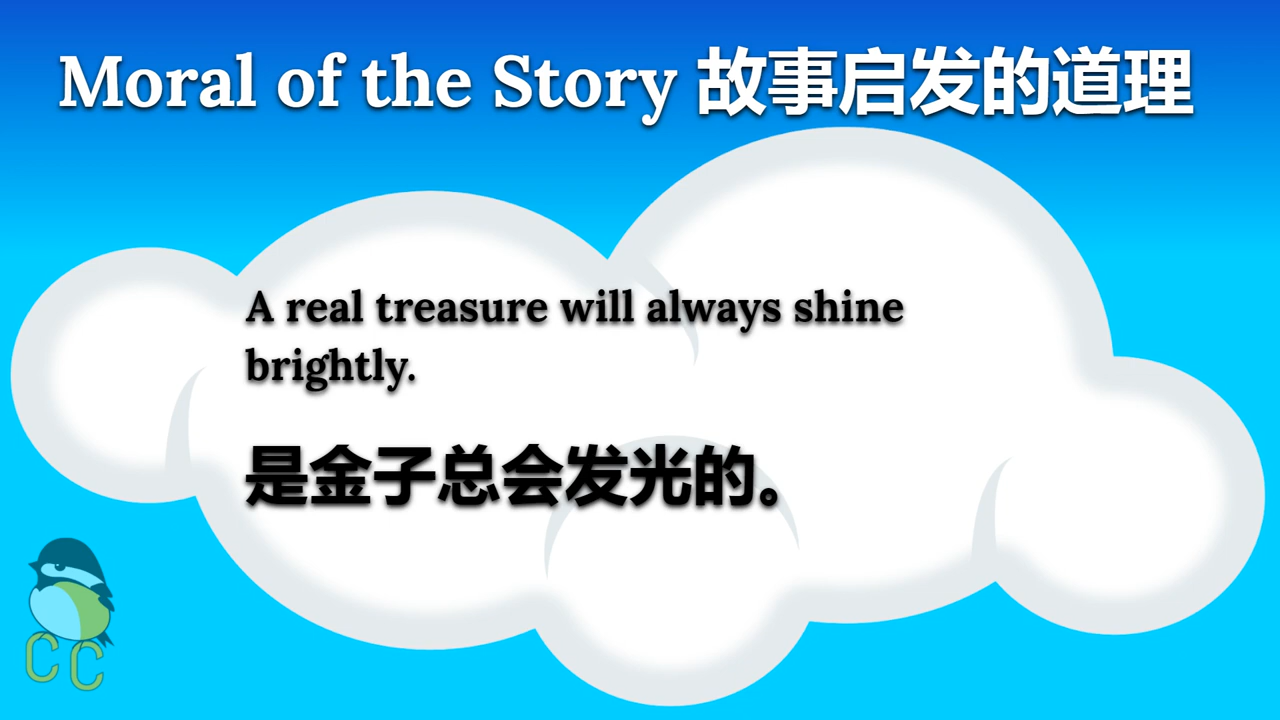 Moral of the Story 故事启发的道理
A real treasure will always shine
brightly.
是金子总会发光的。
CC